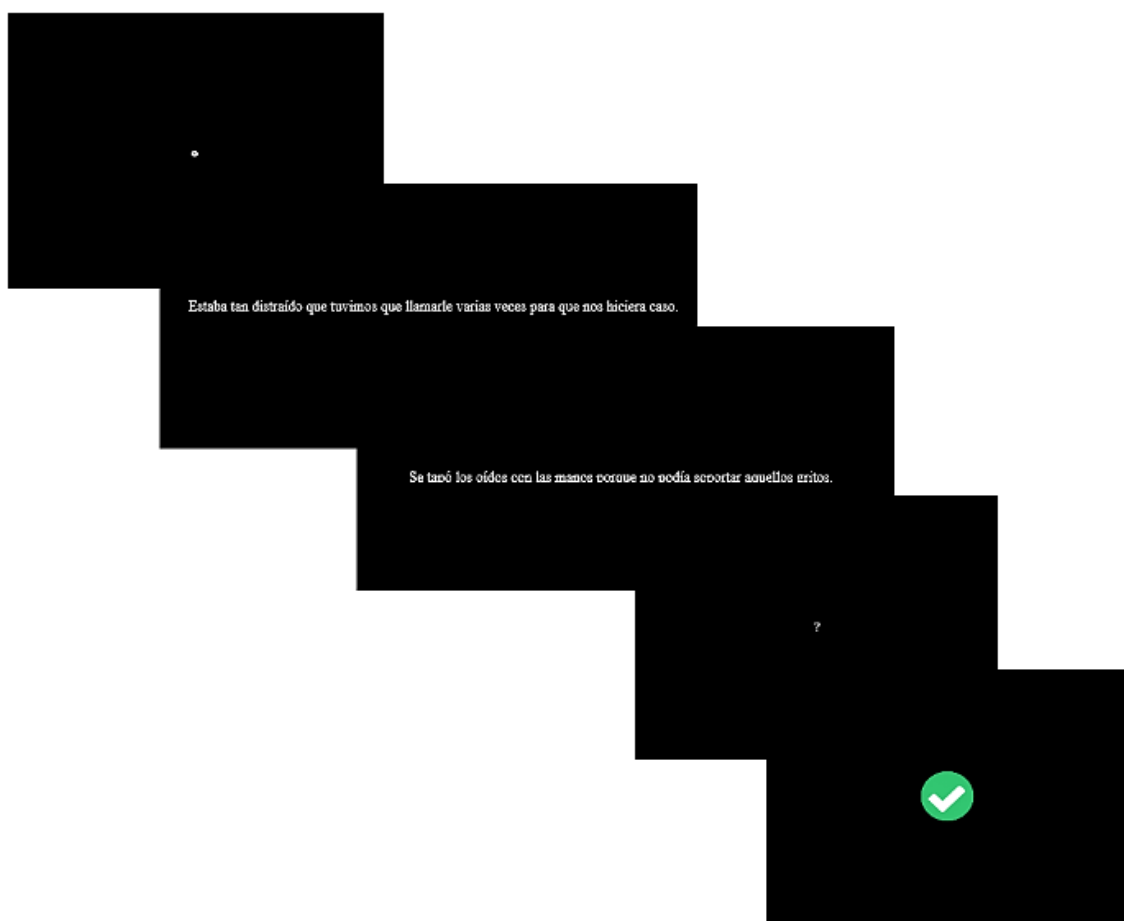 Estaba tan distraído que tuvimos que llamarle varias veces para que nos hiciera caso.
Se tapó los oídos con las manos porque no podía soportar aquellos gritos.
?